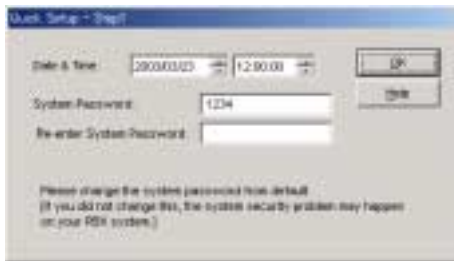 Quick Setup - Step1
Date & Time 2003/03/23 12:00:00 OK
System Password 1234
Re-enter System Password
Please change the system password from default
(If you did not change this, the system security problem may happen
on your PBX system.)